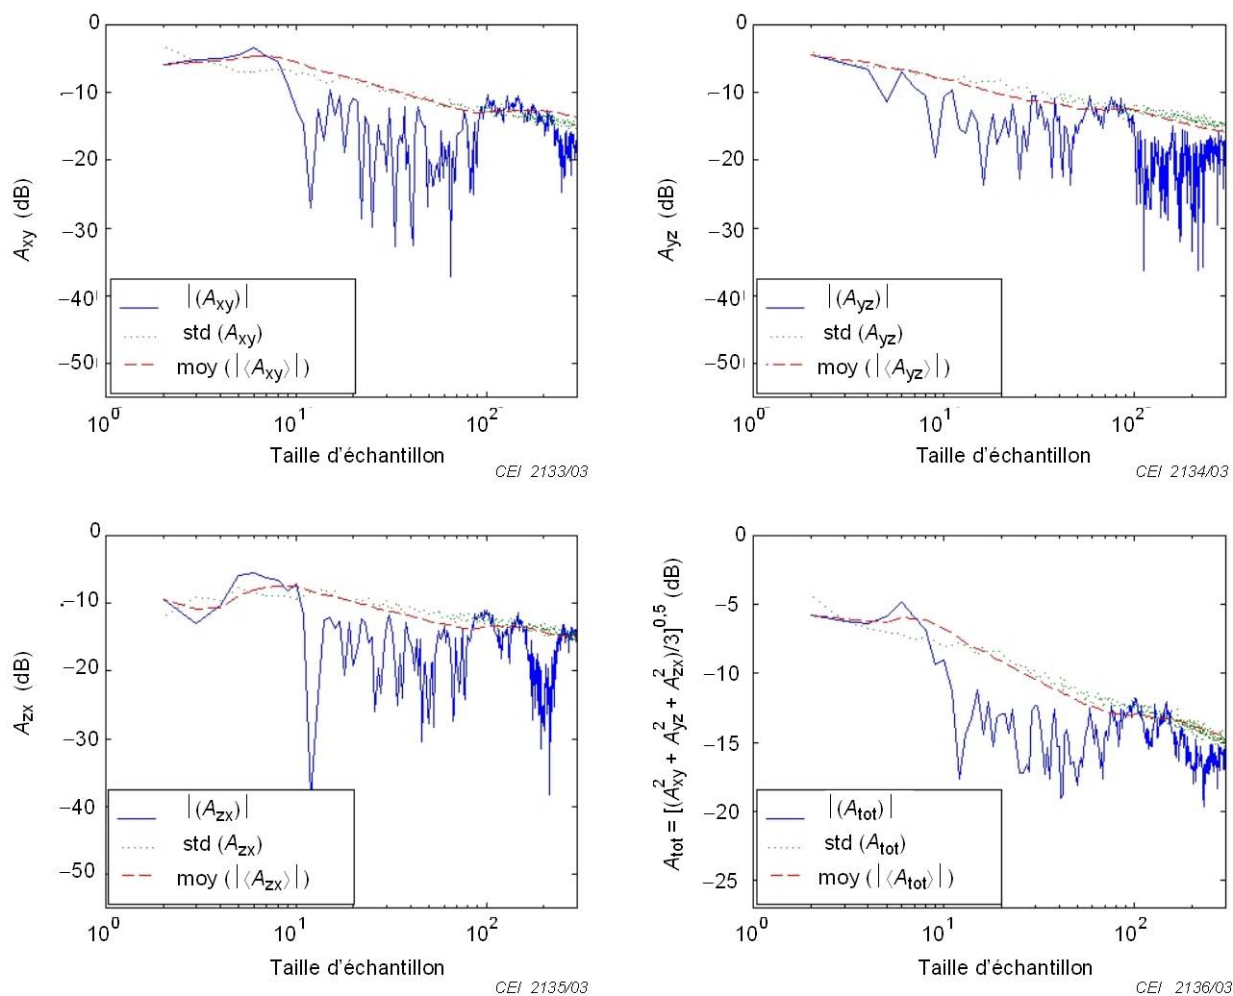 0
–10
–20
–30
–40
–50
A_xy (dB)
|(A_xy)|
std (A_xy)
moy (|⟨A_xy⟩|)
10^0 10^1 10^2
Taille d'échantillon
CEI 2133/03
0
–10
–20
–30
–40
–50
A_yz (dB)
|(A_yz)|
std (A_yz)
moy (|⟨A_yz⟩|)
10^0 10^1 10^2
Taille d'échantillon
CEI 2134/03
0
–10
–20
–30
–40
–50
A_zx (dB)
|(A_zx)|
std (A_zx)
moy (|⟨A_zx⟩|)
10^0 10^1 10^2
Taille d'échantillon
CEI 2135/03
0
–5
–10
–15
–20
–25
A_tot = [(A_xy^2 + A_yz^2 + A_zx^2)/3]^0.5 (dB)
|(A_tot)|
std (A_tot)
moy (|⟨A_tot⟩|)
10^0 10^1 10^2
Taille d'échantillon
CEI 2136/03